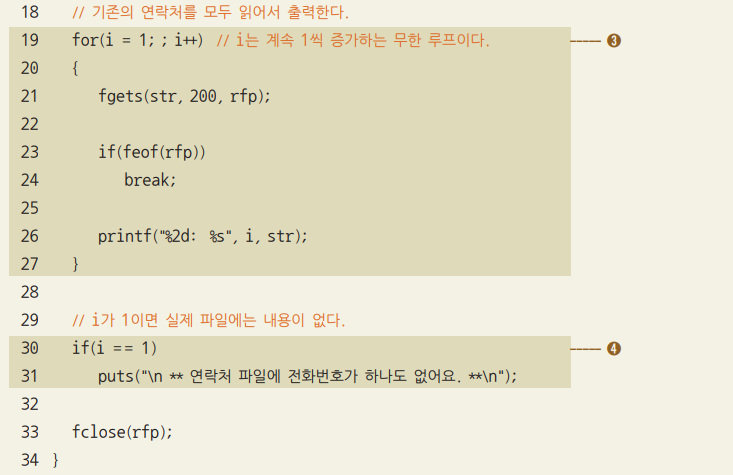 18 // 기존의 연락처를 모두 읽어서 출력한다.
19 for(i = 1; ; i++) // i는 계속 1씩 증가하는 무한 루프이다. ----- ❸
20 {
21 fgets(str, 200, rfp);
22
23 if(feof(rfp))
24 break;
25
26 printf("%2d: %s", i, str);
27 }
28
29 // i가 1이면 실제 파일에는 내용이 없다.
30 if(i == 1) ----- ❹
31 puts("\n ** 연락처 파일에 전화번호가 하나도 없어요. **\n");
32
33 fclose(rfp);
34 }